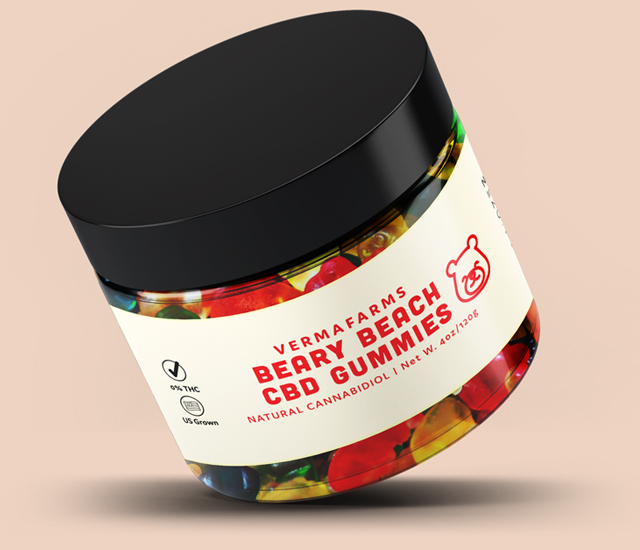 VERMAFARMS
BEARY BEACH
CBD GUMMIES
NATURAL CANNABIDIOL | Net W. 4oz/120g
0% THC
US Grown